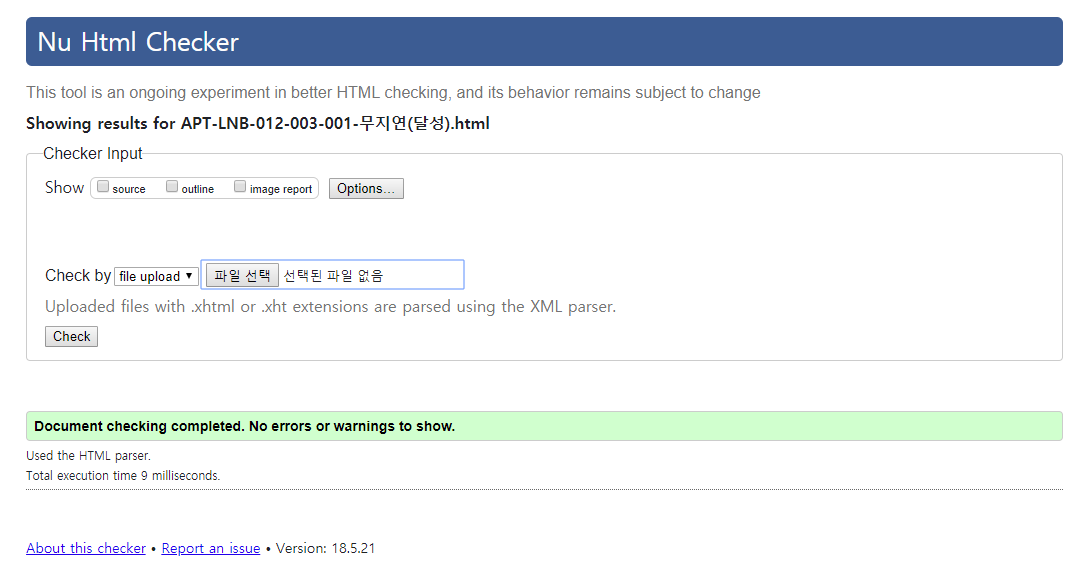 Nu Html Checker
This tool is an ongoing experiment in better HTML checking, and its behavior remains subject to change
Showing results for APT-LNB-012-003-001-무지연(달성).html
Checker Input
Show source outline image report Options...
Check by file upload 파일 선택 선택된 파일 없음
Uploaded files with .xhtml or .xht extensions are parsed using the XML parser.
Check
Document checking completed. No errors or warnings to show.
Used the HTML parser.
Total execution time 9 milliseconds.
About this checker • Report an issue • Version: 18.5.21